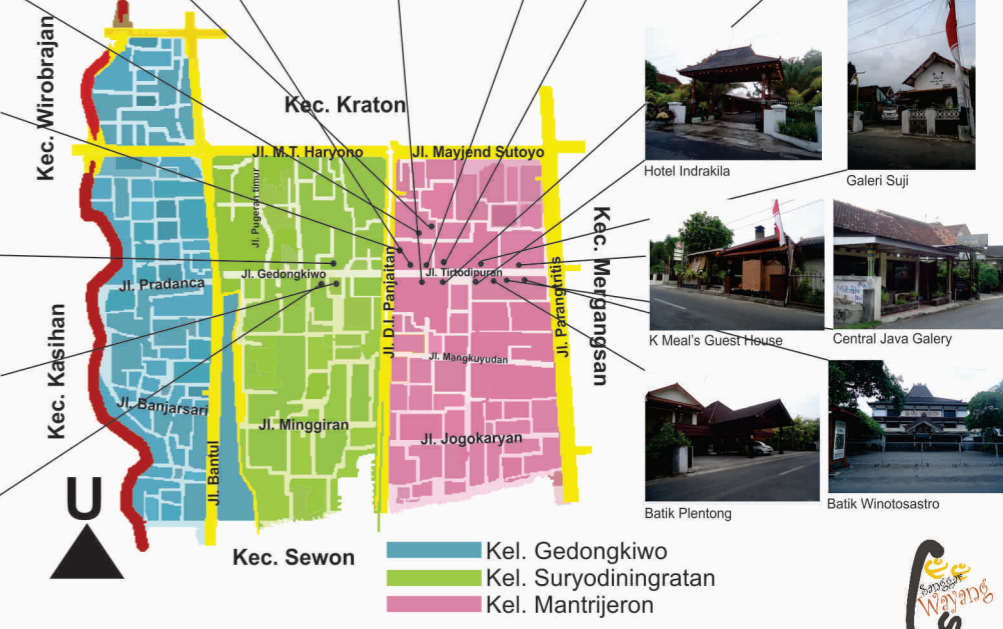 Kec. Wirobrajan
Kec. Kraton
Jl. M.T. Haryono
Jl. Mayjend Sutoyo
Hotel Indrakila
Galeri Suji
Jl. Pugeran timur
Jl. Gedongkiwo
Jl. Tirtodipuran
Jl. Pradanca
Jl. D.I. Panjaitan
Jl. Parangtritis
Kec. Mergangsan
K Meal's Guest House
Central Java Galery
Kec. Kasihan
Jl. Mangkuyudan
Jl. Banjarsari
Jl. Minggiran
Jl. Jogokaryan
Jl. Bantul
Batik Plentong
Batik Winotosastro
U
Kec. Sewon
Kel. Gedongkiwo
Kel. Suryodiningratan
Kel. Mantrijeron
Sanggar
Wayang